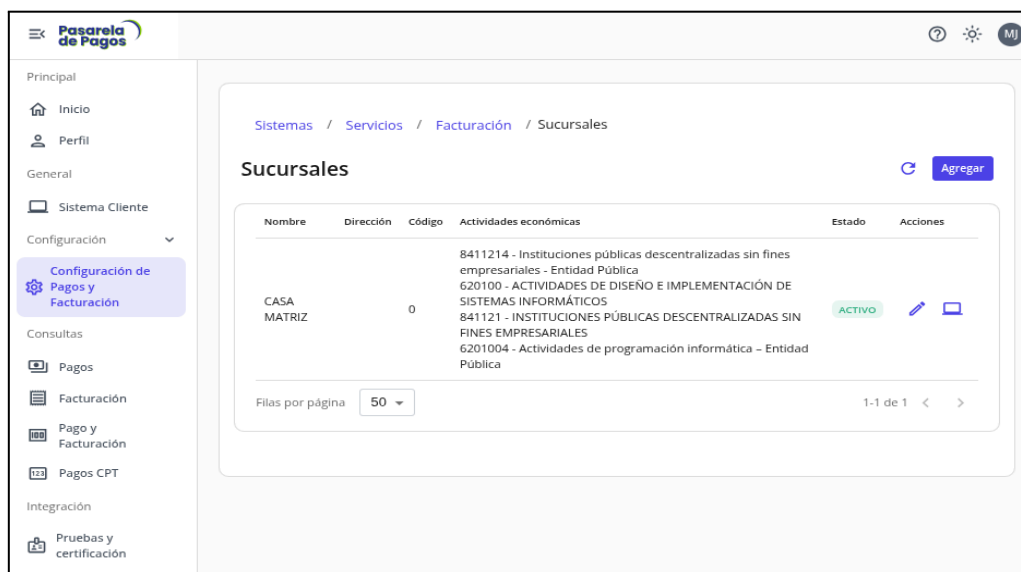 Pasarela
de Pagos
MJ
Principal
Inicio
Perfil
General
Sistema Cliente
Configuración
Configuración de
Pagos y
Facturación
Consultas
Pagos
Facturación
100
Pago y
Facturación
123
Pagos CPT
Integración
Pruebas y
certificación
Sistemas / Servicios / Facturación / Sucursales
Sucursales
Agregar
Nombre Dirección Código Actividades económicas Estado Acciones
8411214 - Instituciones públicas descentralizadas sin fines
empresariales - Entidad Pública
620100 - ACTIVIDADES DE DISEÑO E IMPLEMENTACIÓN DE
SISTEMAS INFORMÁTICOS
CASA
MATRIZ
0
841121 - INSTITUCIONES PÚBLICAS DESCENTRALIZADAS SIN
FINES EMPRESARIALES
6201004 - Actividades de programación informática – Entidad
Pública
ACTIVO
Filas por página 50 1-1 de 1